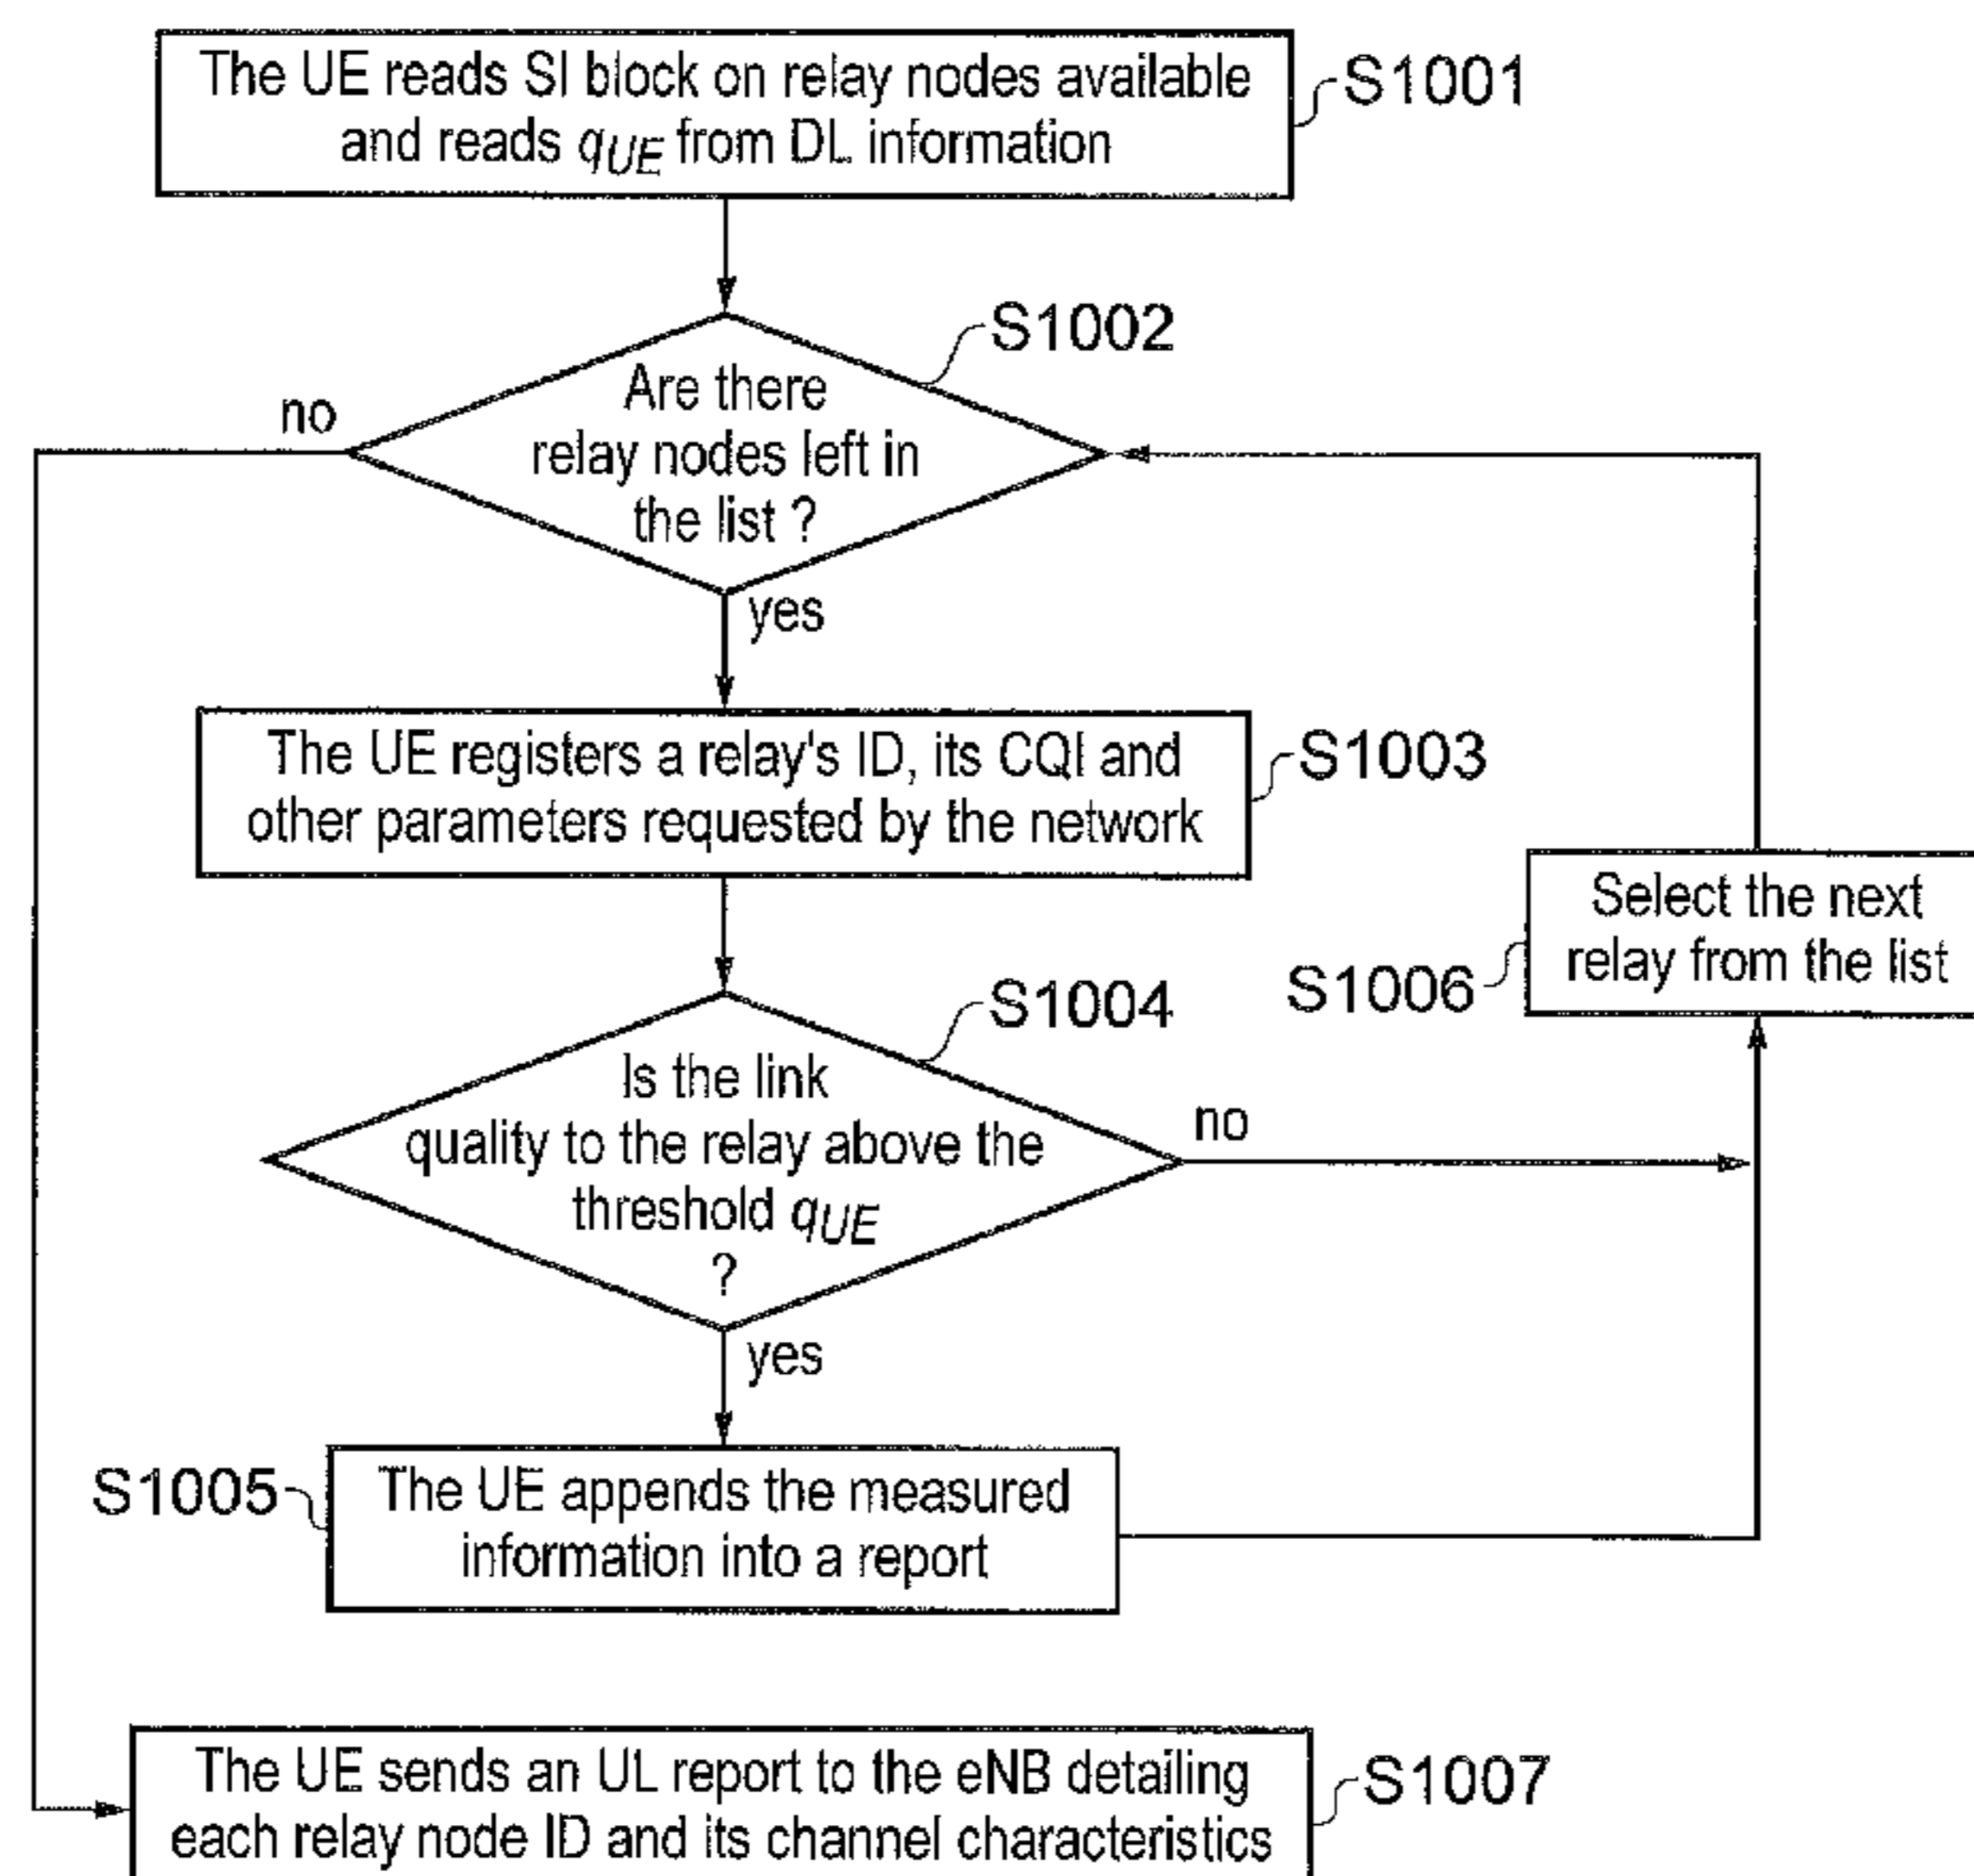 The UE reads SI block on relay nodes available
and reads qUE from DL information
S1001
S1002
Are there
relay nodes left in
the list ?
no
yes
The UE registers a relay's ID, its CQI and
other parameters requested by the network
S1003
Select the next
relay from the list
S1006
S1004
Is the link
quality to the relay above the
threshold qUE
?
no
yes
S1005
The UE appends the measured
information into a report
The UE sends an UL report to the eNB detailing
each relay node ID and its channel characteristics
S1007